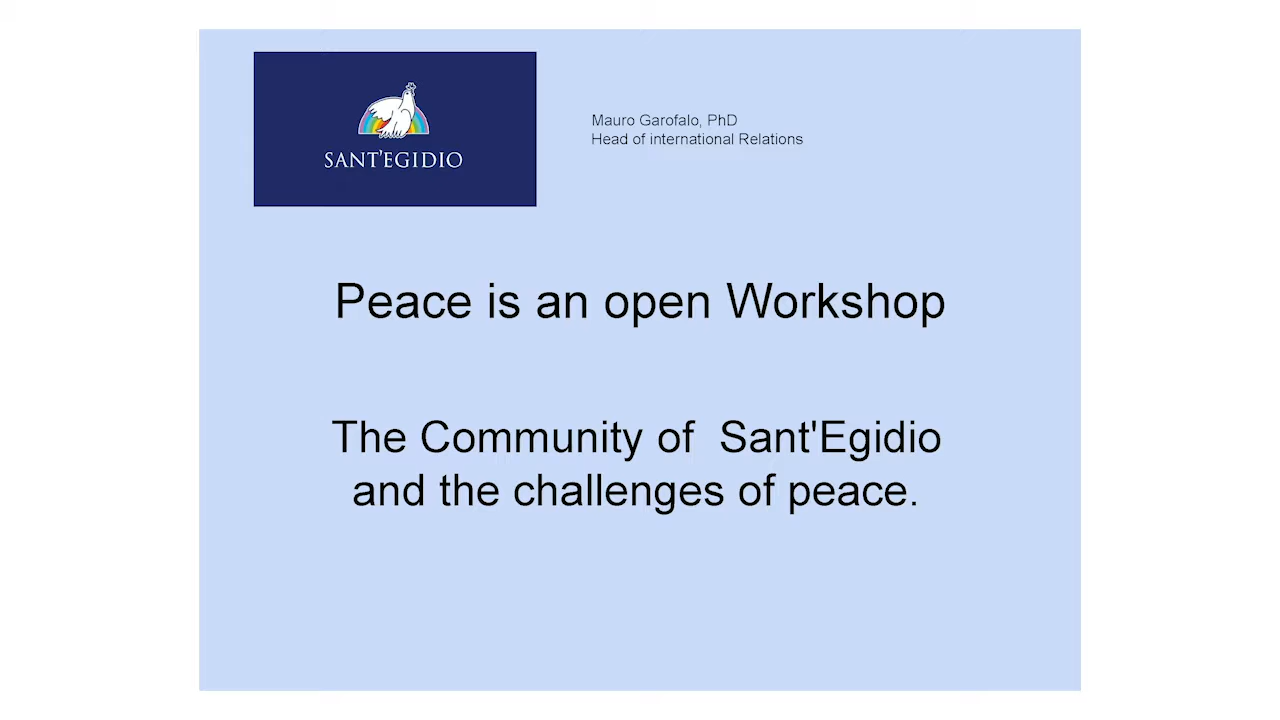 SANT'EGIDIO
Mauro Garofalo, PhD
Head of international Relations
Peace is an open Workshop
The Community of  Sant'Egidio
and the challenges of peace.